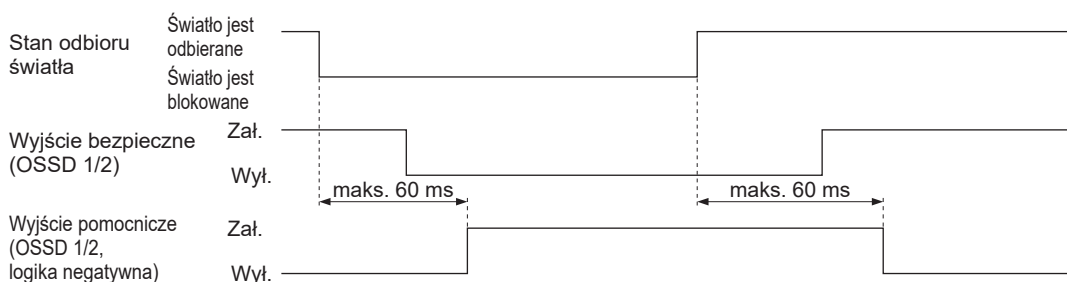 Stan odbioru
światła
Światło jest
odbierane
Światło jest
blokowane
Wyjście bezpieczne
(OSSD 1/2)
Zał.
Wył.
maks. 60 ms
maks. 60 ms
Wyjście pomocnicze
(OSSD 1/2,
logika negatywna)
Zał.
Wył.